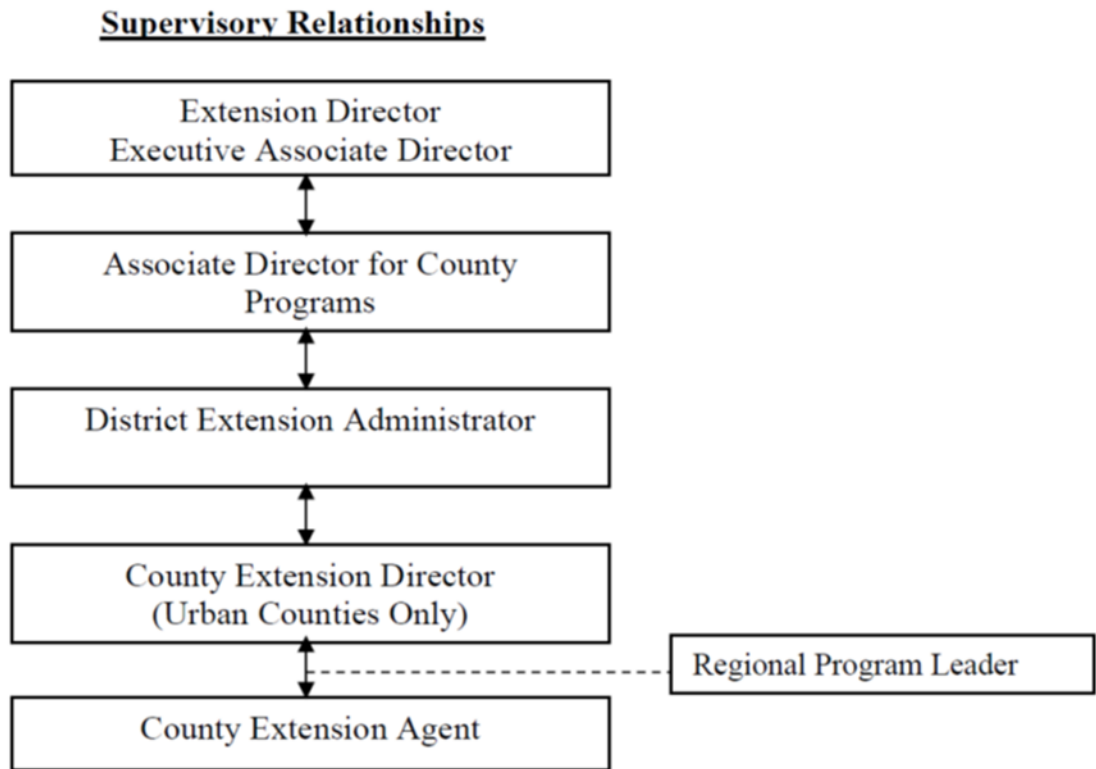 Supervisory Relationships
Extension Director
Executive Associate Director
Associate Director for County
Programs
District Extension Administrator
County Extension Director
(Urban Counties Only)
Regional Program Leader
County Extension Agent